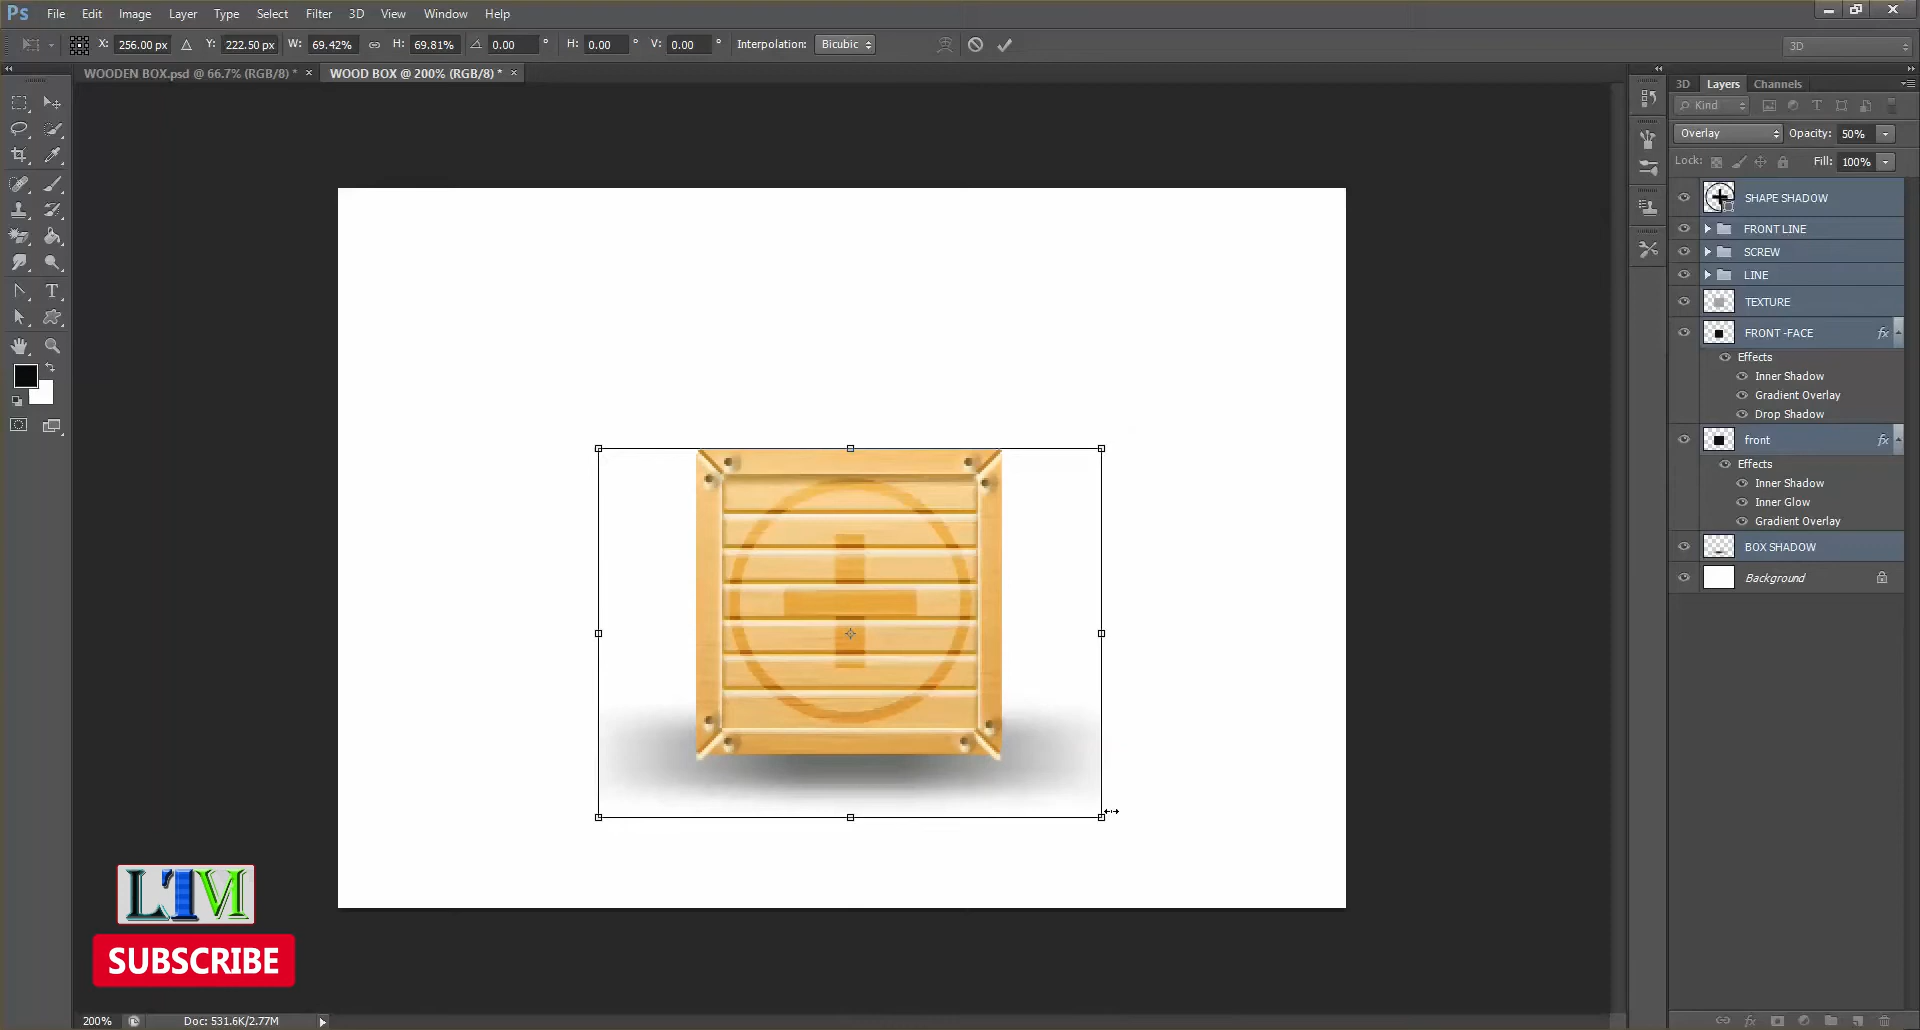 Ps File Edit Image Layer Type Select Filter 3D View Window Help
X: 256.00 px Y: 222.50 px W: 69.42% H: 69.81% 0.00 ° H: 0.00 ° V: 0.00 ° Interpolation: Bicubic 3D
WOODEN BOX.psd @ 66.7% (RGB/8) * × WOOD BOX @ 200% (RGB/8) * ×
3D Layers Channels
Kind
Overlay Opacity: 50%
Lock: Fill: 100%
SHAPE SHADOW
FRONT LINE
SCREW
LINE
TEXTURE
FRONT -FACE fx
Effects
Inner Shadow
Gradient Overlay
Drop Shadow
front fx
Effects
Inner Shadow
Inner Glow
Gradient Overlay
BOX SHADOW
Background
LTM
SUBSCRIBE
200% Doc: 531.6K/2.77M